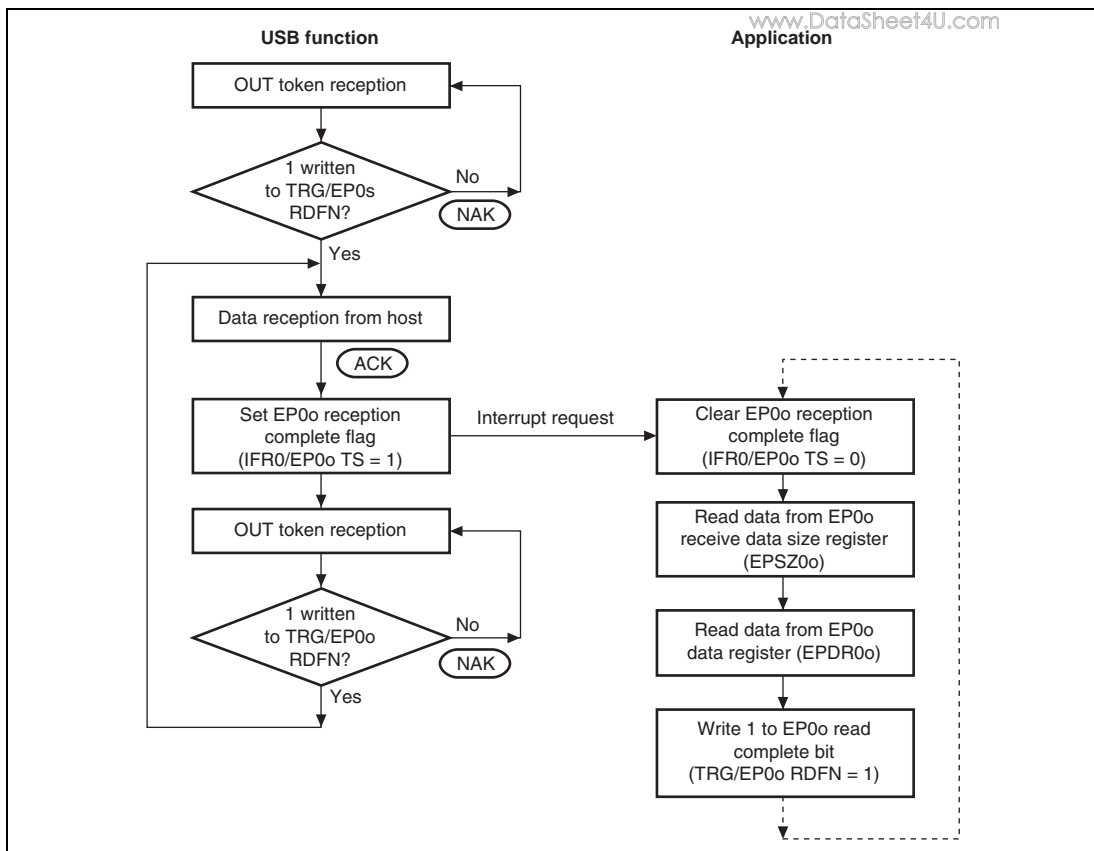 www.DataSheet4U.com
USB function
Application
OUT token reception
1 written
to TRG/EP0s
RDFN?
No
NAK
Yes
Data reception from host
ACK
Set EP0o reception
complete flag
(IFR0/EP0o TS = 1)
Interrupt request
Clear EP0o reception
complete flag
(IFR0/EP0o TS = 0)
OUT token reception
Read data from EP0o
receive data size register
(EPSZ0o)
1 written
to TRG/EP0o
RDFN?
No
NAK
Yes
Read data from EP0o
data register (EPDR0o)
Write 1 to EP0o read
complete bit
(TRG/EP0o RDFN = 1)